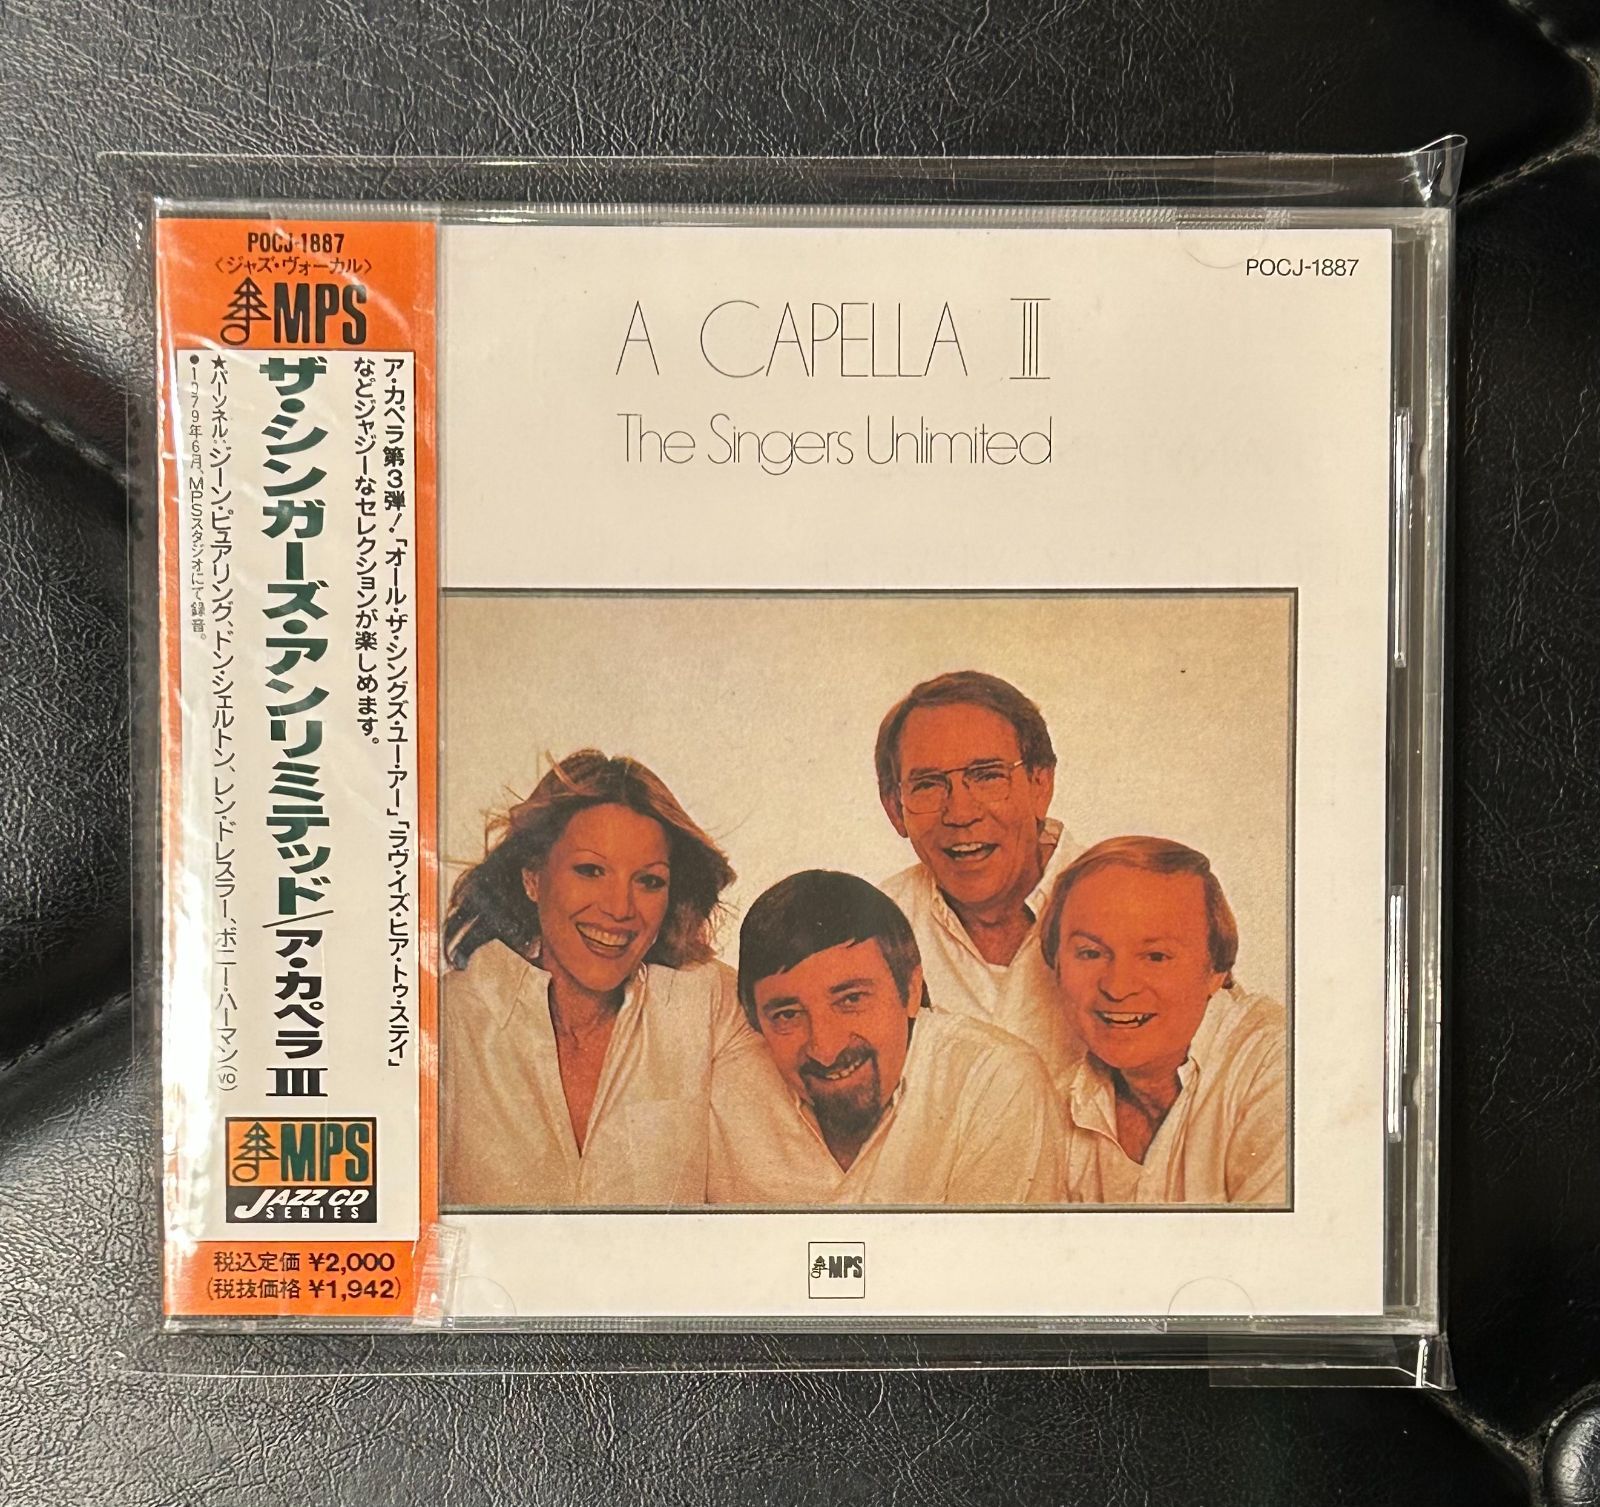 POCJ-1887
〈ジャズ・ヴォーカル〉
MPS
ア・カペラ第3弾!「オール・ザ・シングズ・ユー・アー」「ラヴ・イズ・ヒア・トゥ・ステイ」
などジャジーなセレクションが楽しめます。
ザ・シンガーズ・アンリミテッド/ア・カペラIII
★パーソネル:ジーン・ピュアリング、ドン・シェルトン、レン・ドレスラー、ボニー・ハーマン(vo)
●1979年6月、MPSスタジオにて録音。
MPS
JAZZ CD
SERIES
税込定価 ¥2,000
(税抜価格 ¥1,942)
POCJ-1887
A CAPELLA III
The Singers Unlimited
MPS